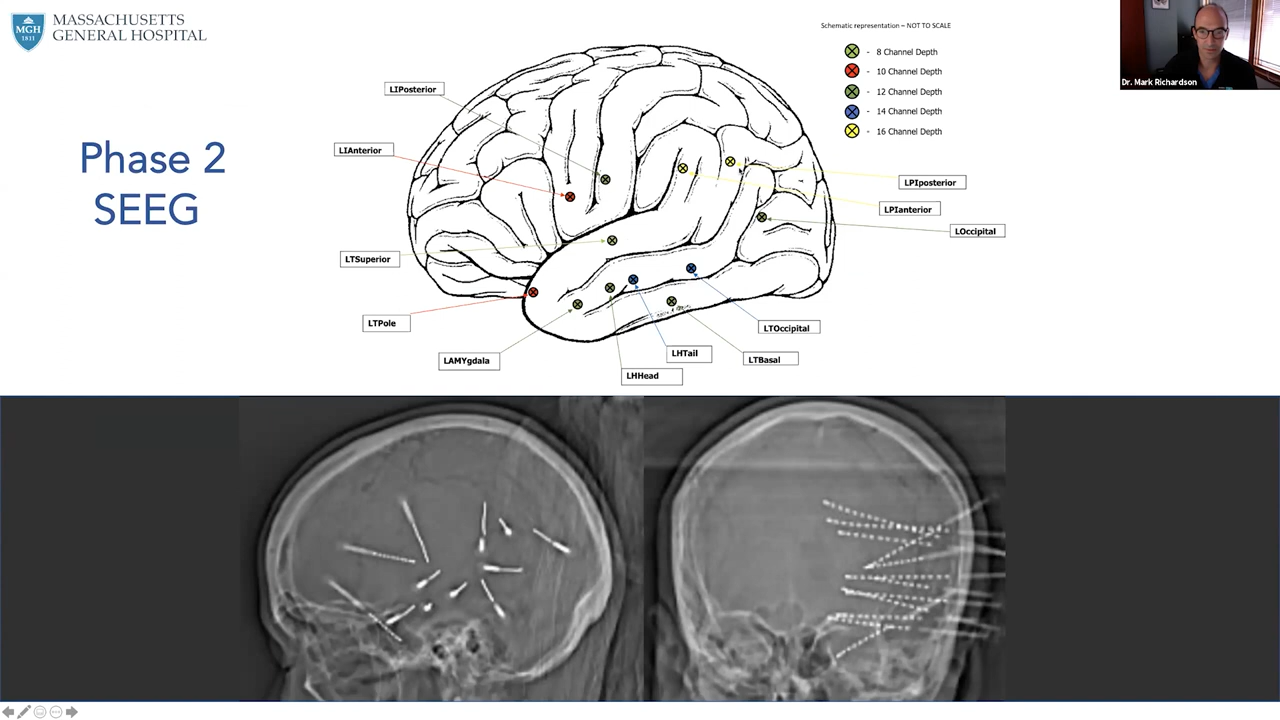 MASSACHUSETTS
GENERAL HOSPITAL
MGH
1811
Phase 2
SEEG
Schematic representation – NOT TO SCALE
- 8 Channel Depth
- 10 Channel Depth
- 12 Channel Depth
- 14 Channel Depth
- 16 Channel Depth
Dr. Mark Richardson
LIPosterior
LIAnterior
LTSuperior
LTPole
LAMYgdala
LHHead
LHTail
LTBasal
LTOccipital
LOccipital
LPIanterior
LPIposterior